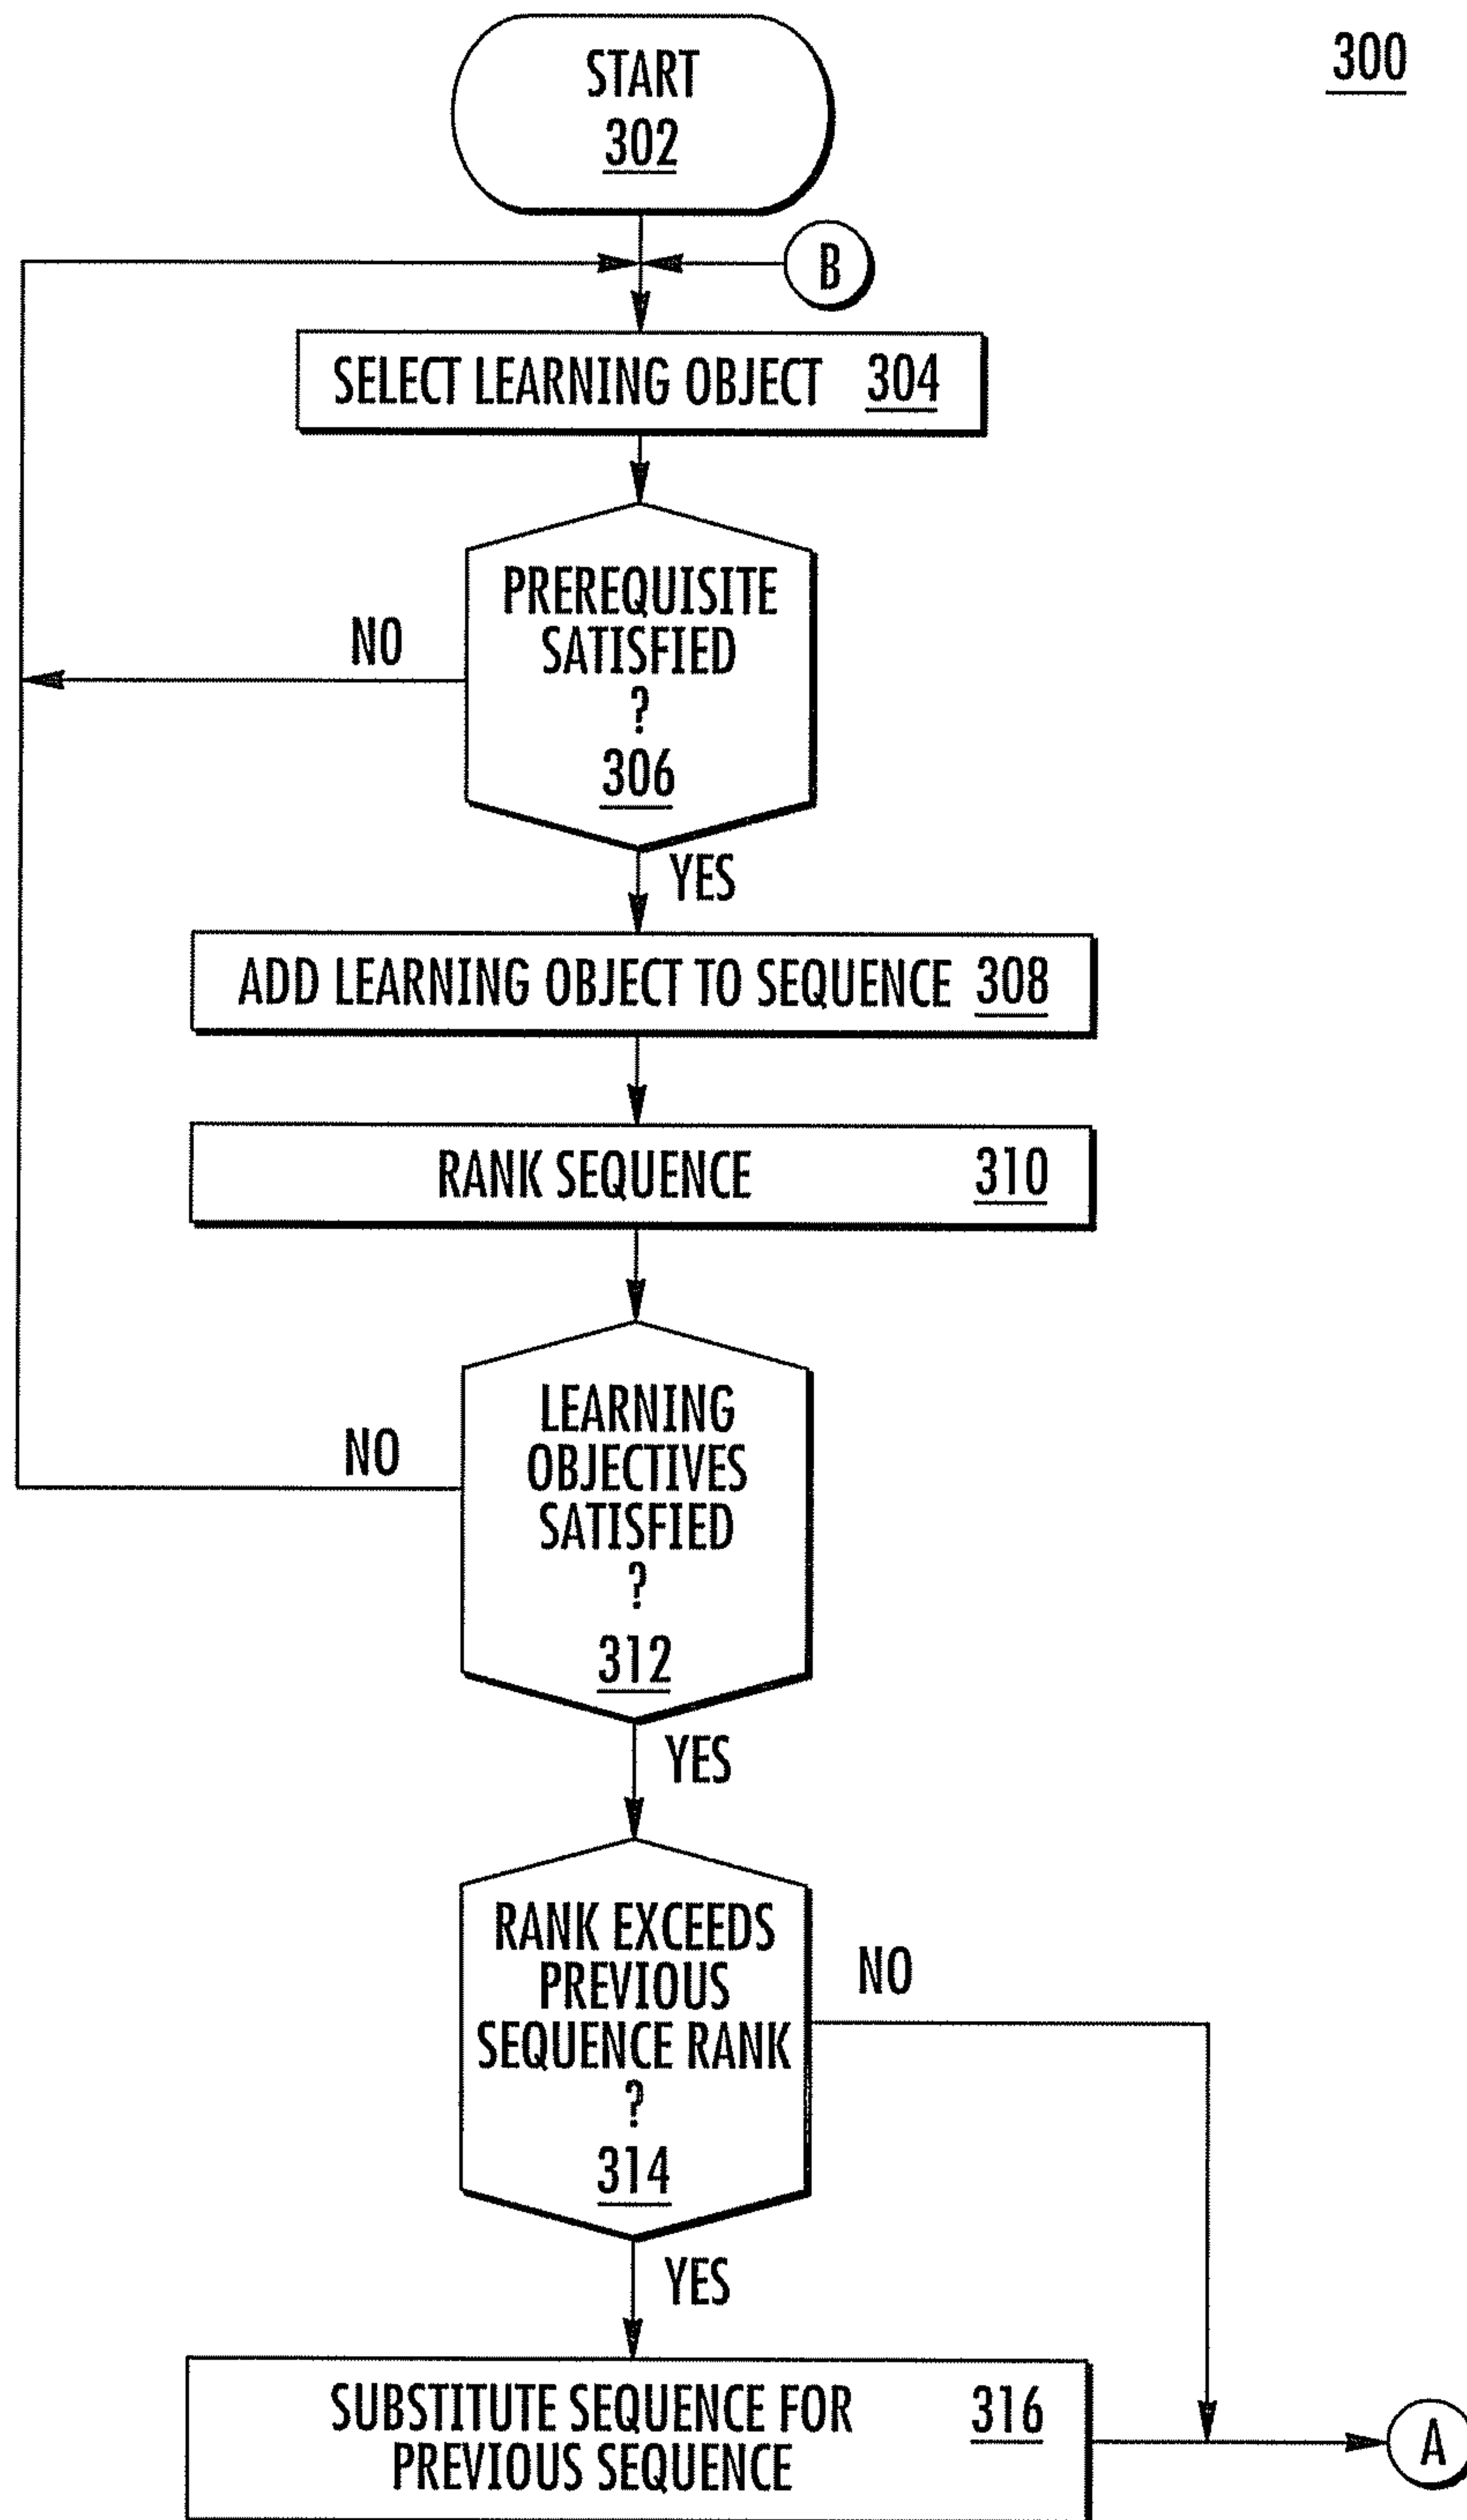 300
START
302
B
SELECT LEARNING OBJECT 304
PREREQUISITE
SATISFIED
?
306
NO
YES
ADD LEARNING OBJECT TO SEQUENCE 308
RANK SEQUENCE 310
LEARNING
OBJECTIVES
SATISFIED
?
312
NO
YES
RANK EXCEEDS
PREVIOUS
SEQUENCE RANK
?
314
NO
YES
SUBSTITUTE SEQUENCE FOR 316
PREVIOUS SEQUENCE
A